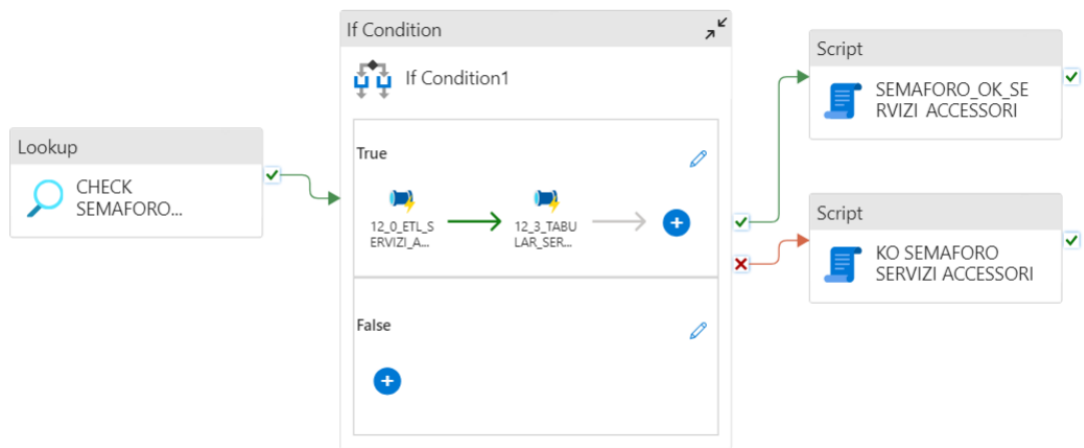 Lookup
CHECK
SEMAFORO...
If Condition
If Condition1
True
12_0_ETL_S
ERVIZI_A...
12_3_TABU
LAR_SER...
False
Script
SEMAFORO_OK_SE
RVIZI ACCESSORI
Script
KO SEMAFORO
SERVIZI ACCESSORI